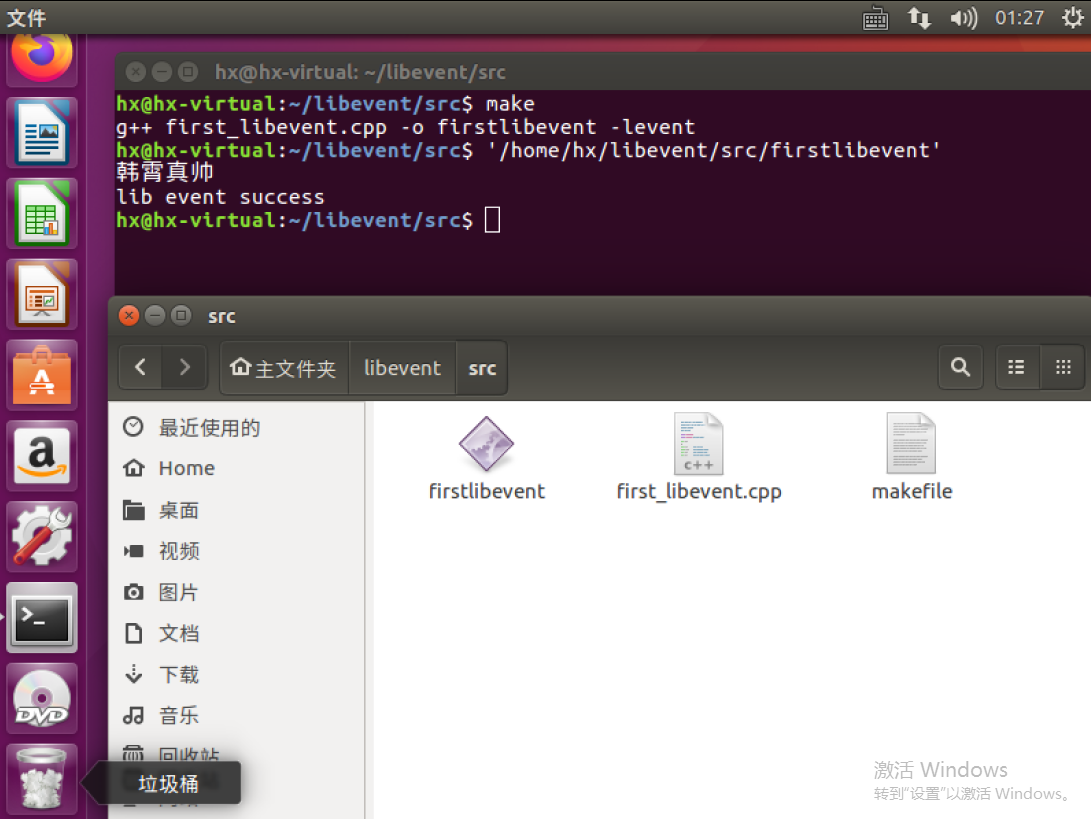 文件
01:27
hx@hx-virtual: ~/libevent/src
hx@hx-virtual:~/libevent/src$ make
g++ first_libevent.cpp -o firstlibevent -levent
hx@hx-virtual:~/libevent/src$ '/home/hx/libevent/src/firstlibevent'
韩霄真帅
lib event success
hx@hx-virtual:~/libevent/src$
src
主文件夹 libevent src
最近使用的
Home
桌面
视频
图片
文档
下载
音乐
回收站
垃圾桶
c++
firstlibevent first_libevent.cpp makefile
a
DVD
激活 Windows
转到“设置”以激活 Windows。